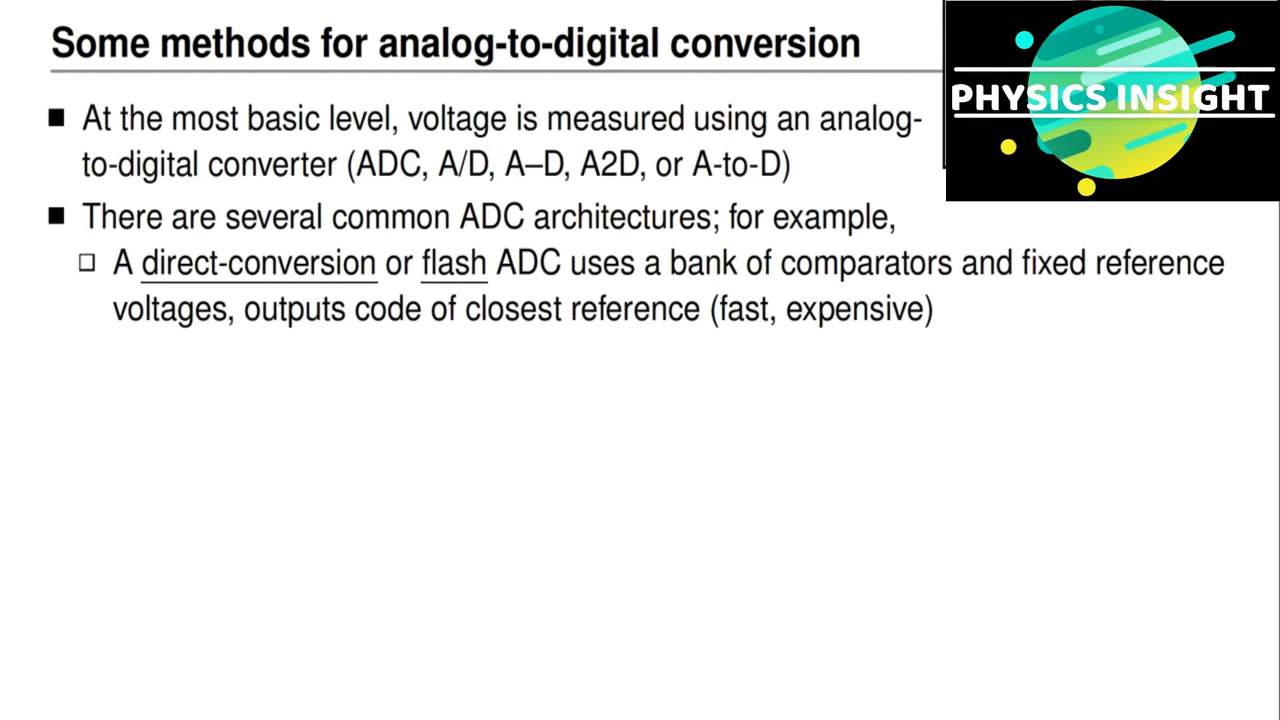 Some methods for analog-to-digital conversion
PHYSICS INSIGHT
■ At the most basic level, voltage is measured using an analog-
to-digital converter (ADC, A/D, A–D, A2D, or A-to-D)
■ There are several common ADC architectures; for example,
□ A direct-conversion or flash ADC uses a bank of comparators and fixed reference
voltages, outputs code of closest reference (fast, expensive)